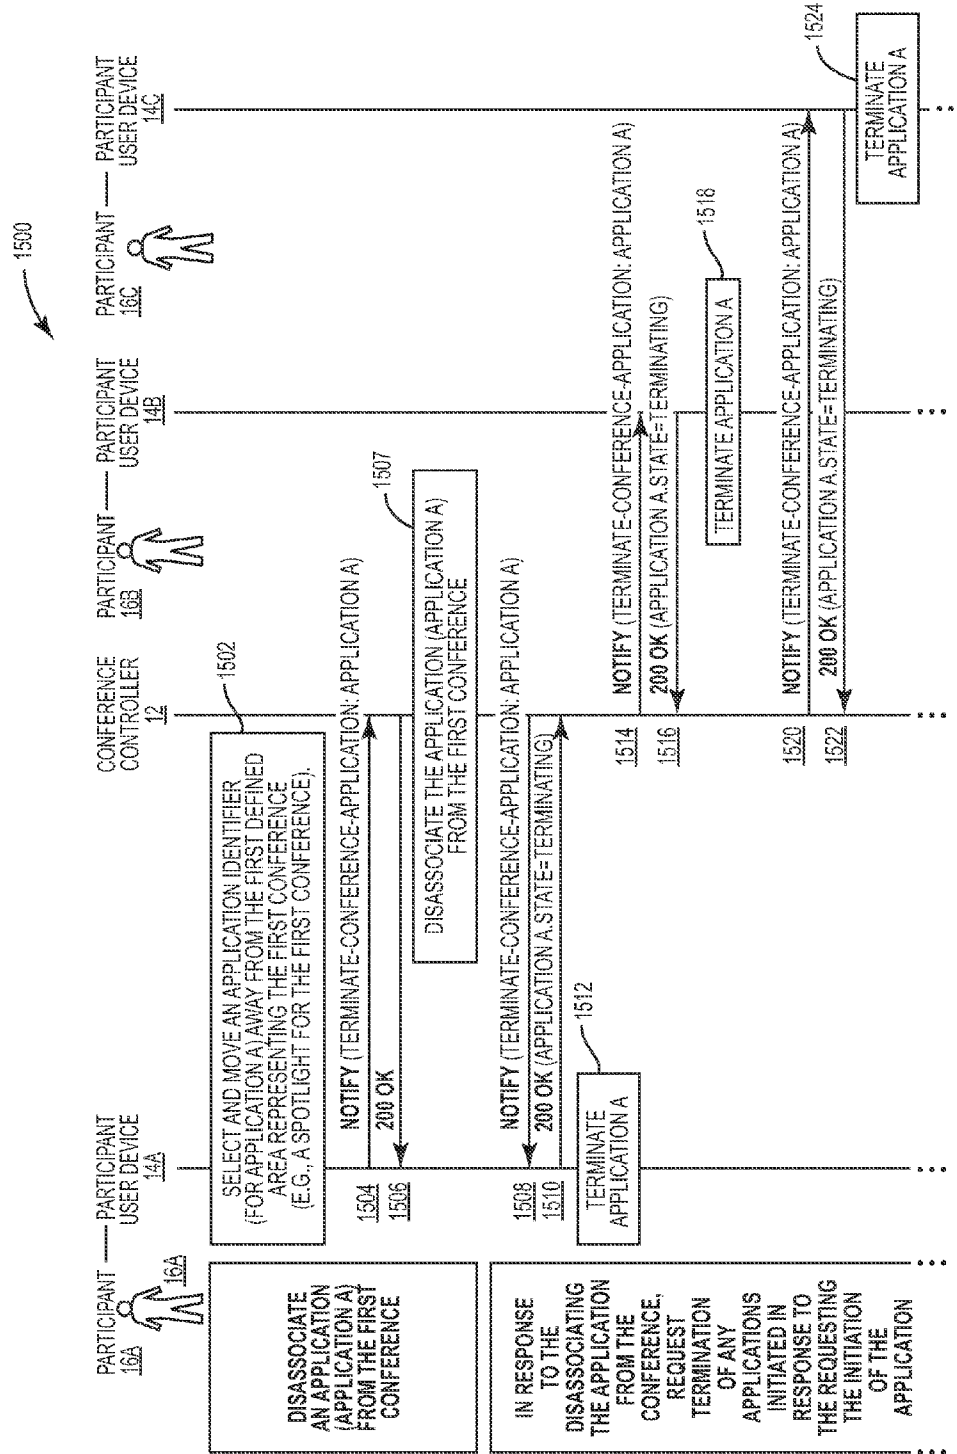 1500
PARTICIPANT
16A
16A
PARTICIPANT
USER DEVICE
14A
CONFERENCE
CONTROLLER
12
PARTICIPANT
16B
PARTICIPANT
USER DEVICE
14B
PARTICIPANT
16C
PARTICIPANT
USER DEVICE
14C
DISASSOCIATE
AN APPLICATION
(APPLICATION A)
FROM THE FIRST
CONFERENCE
SELECT AND MOVE AN APPLICATION IDENTIFIER
(FOR APPLICATION A) AWAY FROM THE FIRST DEFINED
AREA REPRESENTING THE FIRST CONFERENCE
(E.G., A SPOTLIGHT FOR THE FIRST CONFERENCE).
1502
NOTIFY (TERMINATE-CONFERENCE-APPLICATION: APPLICATION A)
1504
200 OK
1506
DISASSOCIATE THE APPLICATION (APPLICATION A)
FROM THE FIRST CONFERENCE
1507
IN RESPONSE
TO THE
DISASSOCIATING
THE APPLICATION
FROM THE
CONFERENCE,
REQUEST
TERMINATION
OF ANY
APPLICATIONS
INITIATED IN
RESPONSE TO
THE REQUESTING
THE INITIATION
OF THE
APPLICATION
NOTIFY (TERMINATE-CONFERENCE-APPLICATION: APPLICATION A)
1508
200 OK (APPLICATION A.STATE=TERMINATING)
1510
TERMINATE
APPLICATION A
1512
NOTIFY (TERMINATE-CONFERENCE-APPLICATION: APPLICATION A)
1514
200 OK (APPLICATION A.STATE=TERMINATING)
1516
TERMINATE APPLICATION A
1518
NOTIFY (TERMINATE-CONFERENCE-APPLICATION: APPLICATION A)
1520
200 OK (APPLICATION A.STATE=TERMINATING)
1522
TERMINATE
APPLICATION A
1524